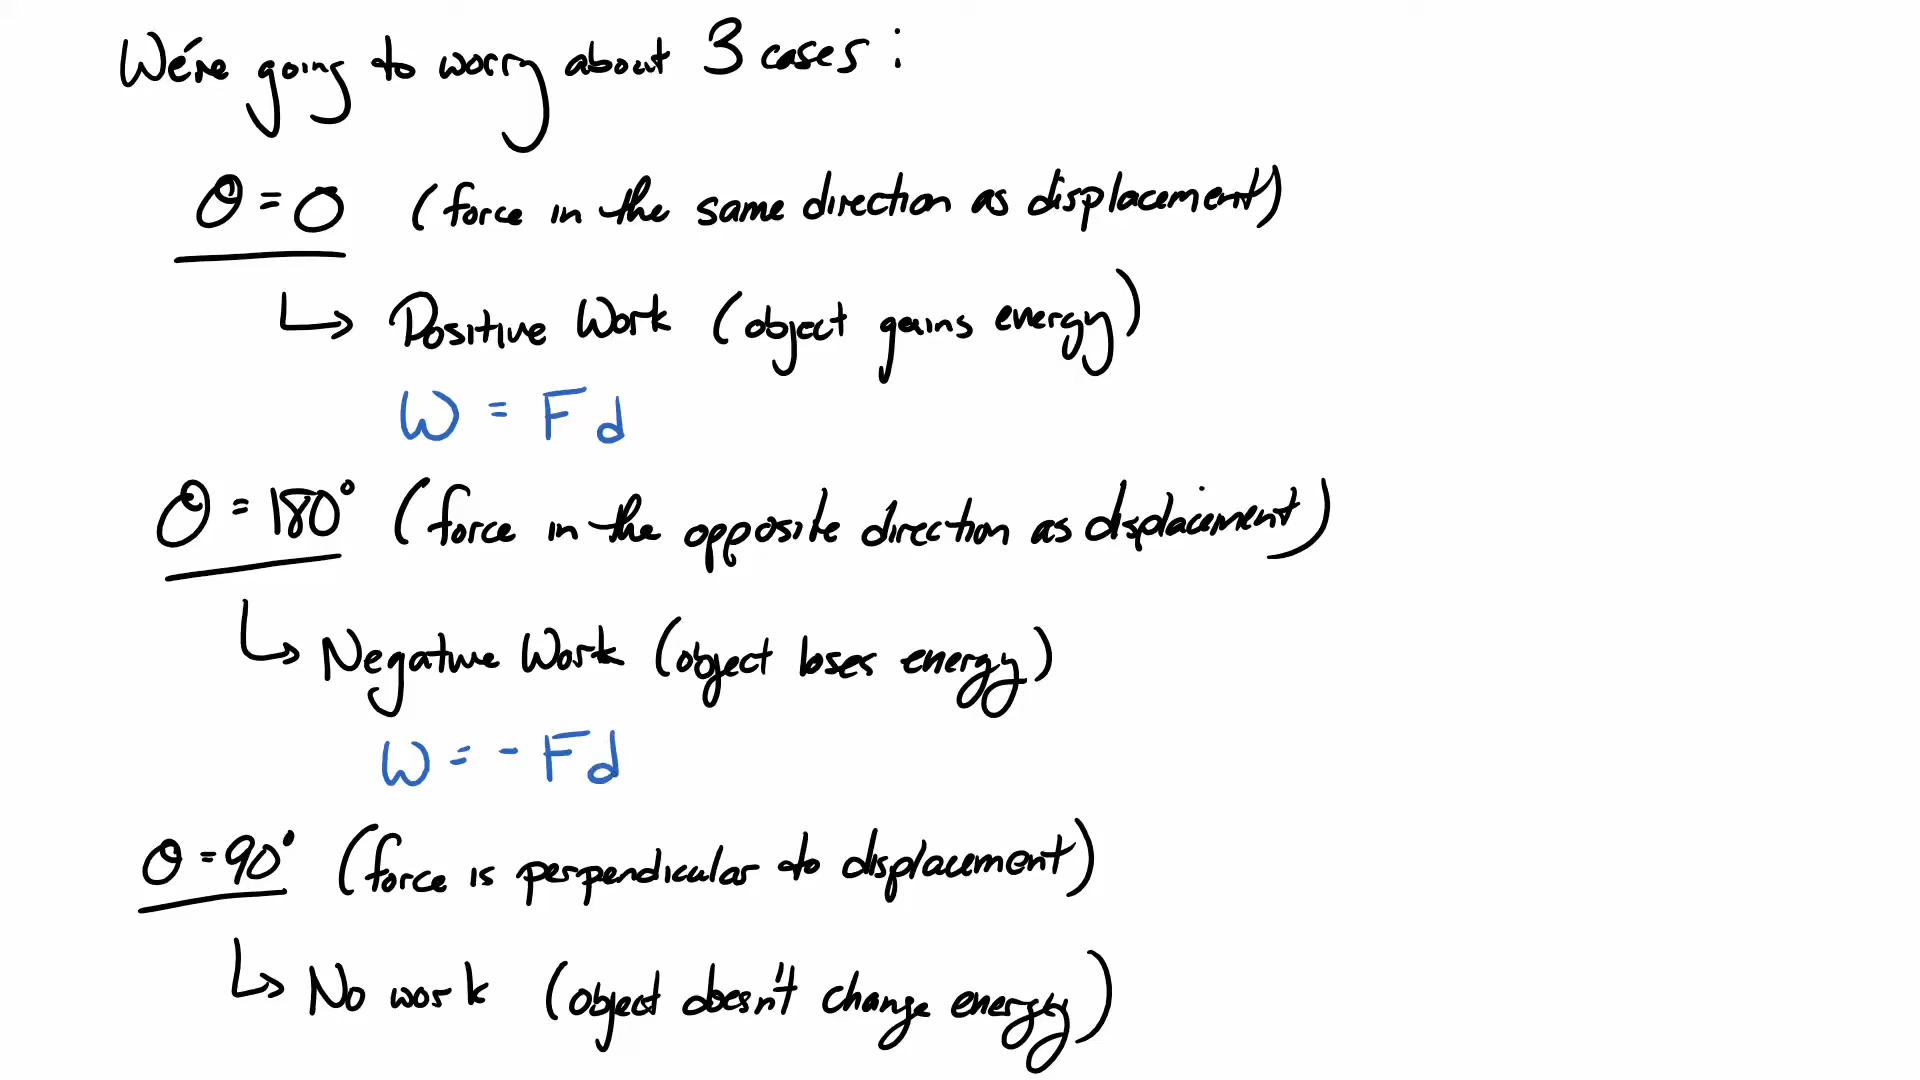 We're going to worry about 3 cases:
θ = 0 (force in the same direction as displacement)
↳ Positive Work (object gains energy)
W = Fd
θ = 180° (force in the opposite direction as displacement)
↳ Negative Work (object loses energy)
W = - Fd
θ = 90° (force is perpendicular to displacement)
↳ No work (object doesn't change energy)